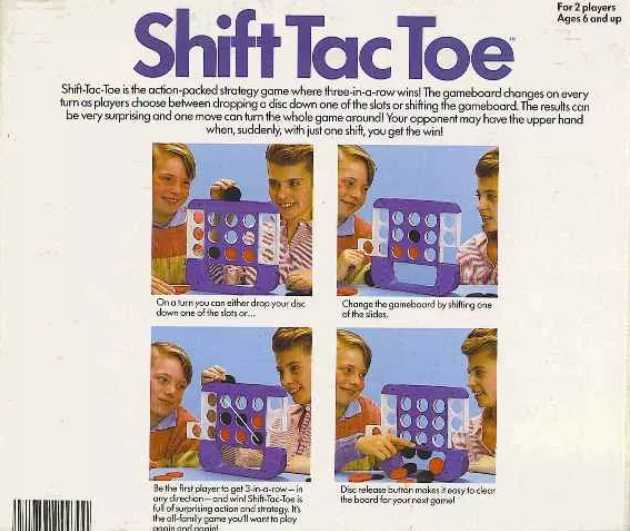 For 2 players
Ages 6 and up
Shift Tac Toe™
Shift-Tac-Toe is the action-packed strategy game where three-in-a-row wins! The gameboard changes on every
turn as players choose between dropping a disc down one of the slots or shifting the gameboard. The results can
be very surprising and one move can turn the whole game around! Your opponent may have the upper hand
when, suddenly, with just one shift, you get the win!
On a turn you can either drop your disc
down one of the slots or...
Change the gameboard by shifting one
of the slides.
Be the first player to get 3-in-a-row – in
any direction – and win! Shift-Tac-Toe is
full of surprising action and strategy. It's
the all-family game you'll want to play
again and again!
Disc release button makes it easy to clear
the board for your next game!